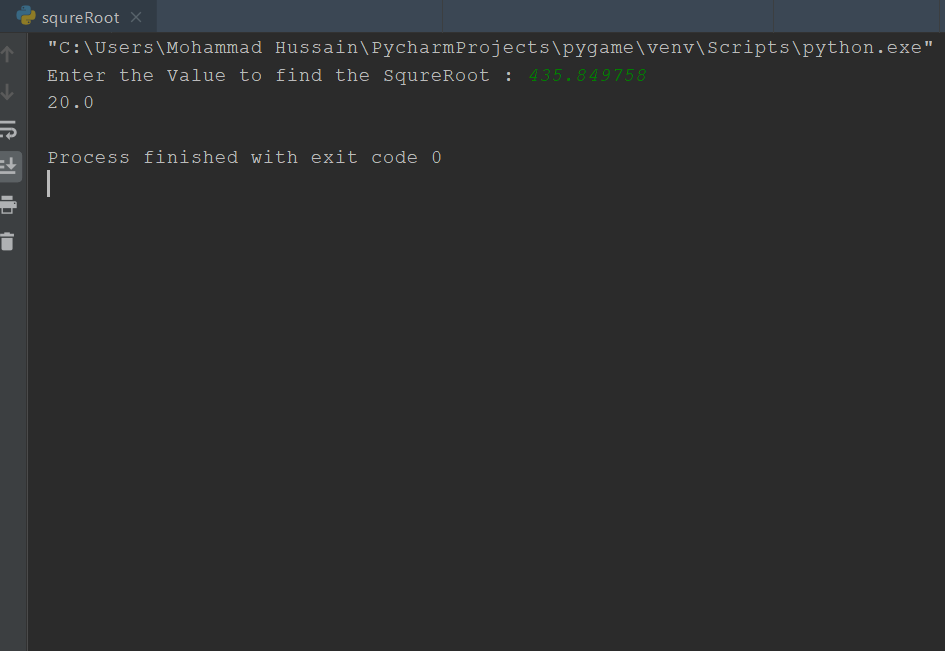 squreRoot
"C:\Users\Mohammad Hussain\PycharmProjects\pygame\venv\Scripts\python.exe"
Enter the Value to find the SqureRoot : 435.849758
20.0
Process finished with exit code 0